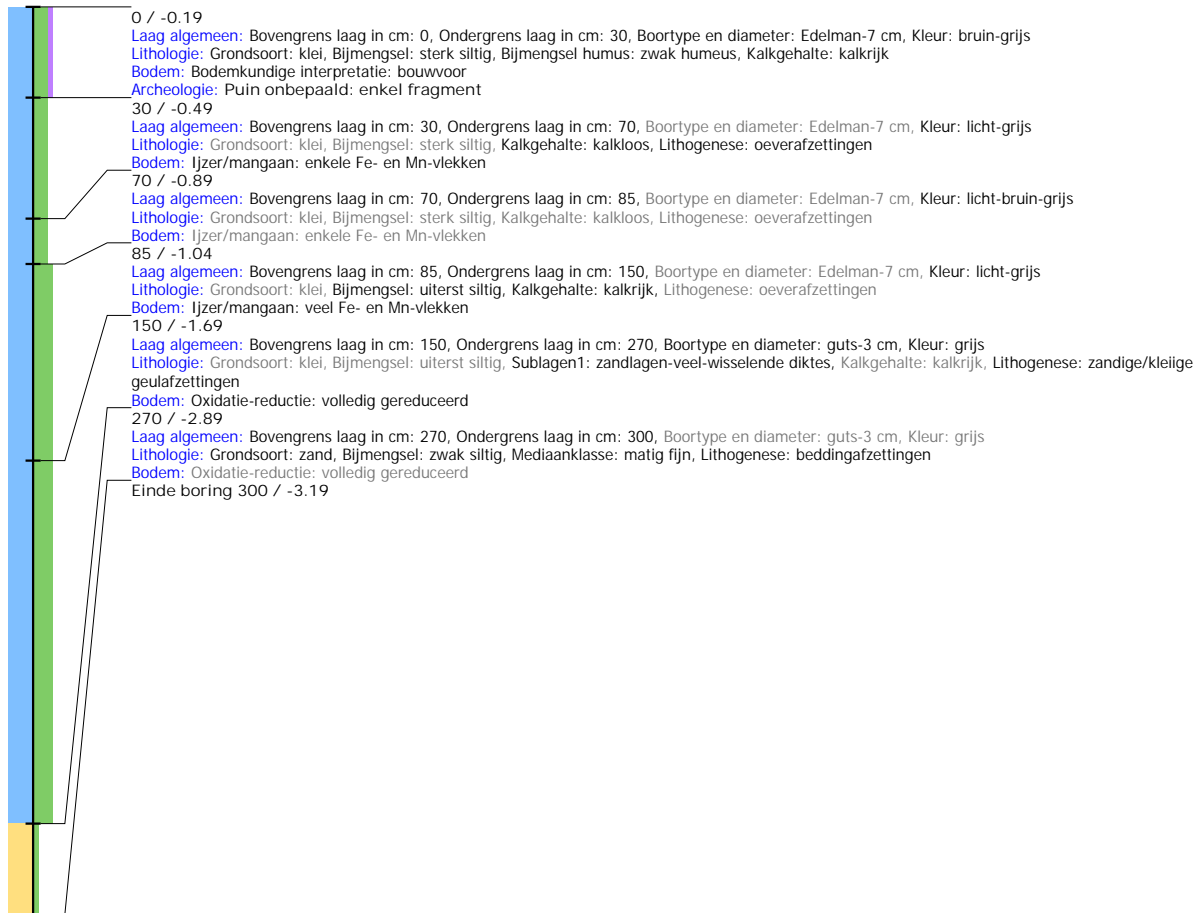 0 / -0.19
Laag algemeen: Bovengrens laag in cm: 0, Ondergrens laag in cm: 30, Boortype en diameter: Edelman-7 cm, Kleur: bruin-grijs
Lithologie: Grondsoort: klei, Bijmengsel: sterk siltig, Bijmengsel humus: zwak humeus, Kalkgehalte: kalkrijk
Bodem: Bodemkundige interpretatie: bouwvoor
Archeologie: Puin onbepaald: enkel fragment
30 / -0.49
Laag algemeen: Bovengrens laag in cm: 30, Ondergrens laag in cm: 70, Boortype en diameter: Edelman-7 cm, Kleur: licht-grijs
Lithologie: Grondsoort: klei, Bijmengsel: sterk siltig, Kalkgehalte: kalkloos, Lithogenese: oeverafzettingen
Bodem: Ijzer/mangaan: enkele Fe- en Mn-vlekken
70 / -0.89
Laag algemeen: Bovengrens laag in cm: 70, Ondergrens laag in cm: 85, Boortype en diameter: Edelman-7 cm, Kleur: licht-bruin-grijs
Lithologie: Grondsoort: klei, Bijmengsel: sterk siltig, Kalkgehalte: kalkloos, Lithogenese: oeverafzettingen
Bodem: Ijzer/mangaan: enkele Fe- en Mn-vlekken
85 / -1.04
Laag algemeen: Bovengrens laag in cm: 85, Ondergrens laag in cm: 150, Boortype en diameter: Edelman-7 cm, Kleur: licht-grijs
Lithologie: Grondsoort: klei, Bijmengsel: uiterst siltig, Kalkgehalte: kalkrijk, Lithogenese: oeverafzettingen
Bodem: Ijzer/mangaan: veel Fe- en Mn-vlekken
150 / -1.69
Laag algemeen: Bovengrens laag in cm: 150, Ondergrens laag in cm: 270, Boortype en diameter: guts-3 cm, Kleur: grijs
Lithologie: Grondsoort: klei, Bijmengsel: uiterst siltig, Sublagen1: zandlagen-veel-wisselende diktes, Kalkgehalte: kalkrijk, Lithogenese: zandige/kleiige
geulafzettingen
Bodem: Oxidatie-reductie: volledig gereduceerd
270 / -2.89
Laag algemeen: Bovengrens laag in cm: 270, Ondergrens laag in cm: 300, Boortype en diameter: guts-3 cm, Kleur: grijs
Lithologie: Grondsoort: zand, Bijmengsel: zwak siltig, Mediaanklasse: matig fijn, Lithogenese: beddingafzettingen
Bodem: Oxidatie-reductie: volledig gereduceerd
Einde boring 300 / -3.19